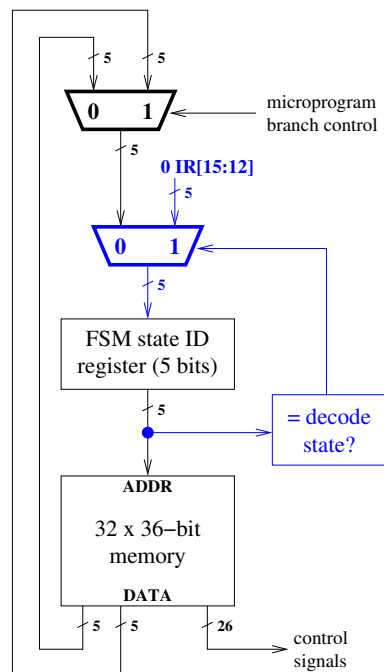 5
5
0 1
microprogram
branch control
5
0 IR[15:12]
5
0 1
5
FSM state ID
register (5 bits)
5
= decode
state?
ADDR
32 x 36−bit
memory
DATA
5
5
26
control
signals